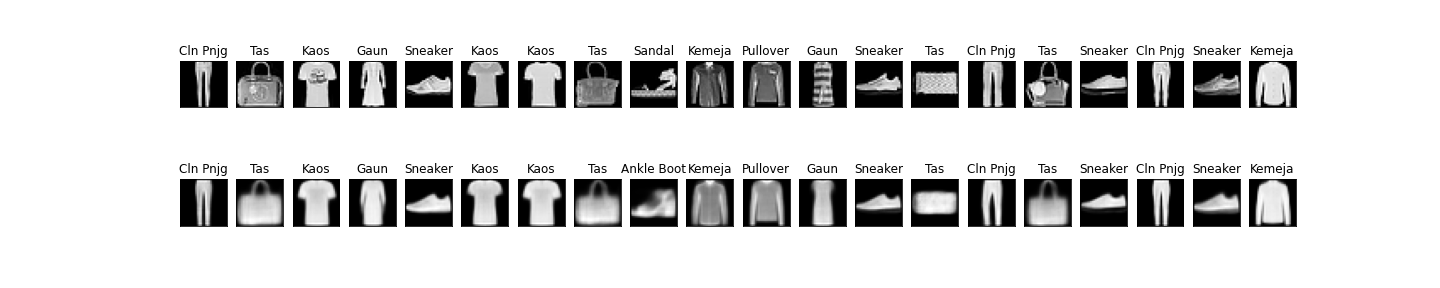 Cln Pnjg Tas Kaos Gaun Sneaker Kaos Kaos Tas Sandal Kemeja Pullover Gaun Sneaker Tas Cln Pnjg Tas Sneaker Cln Pnjg Sneaker Kemeja
Cln Pnjg Tas Kaos Gaun Sneaker Kaos Kaos Tas Ankle Boot Kemeja Pullover Gaun Sneaker Tas Cln Pnjg Tas Sneaker Cln Pnjg Sneaker Kemeja